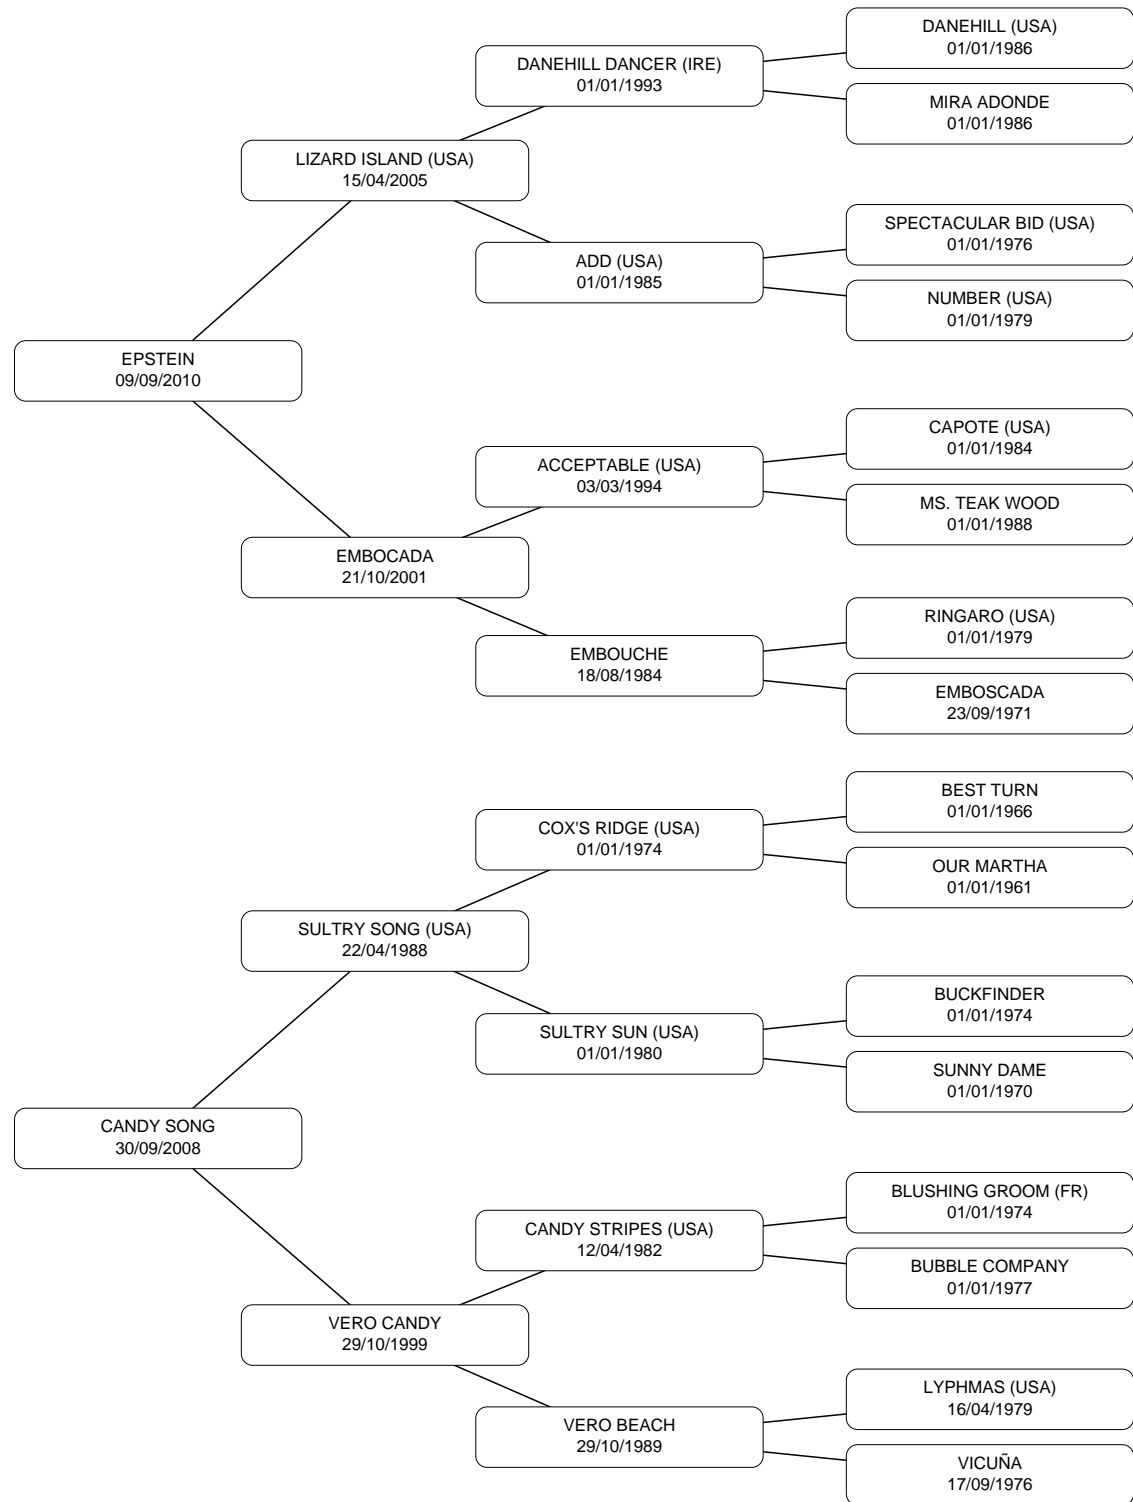 DANEHILL (USA)
01/01/1986
DANEHILL DANCER (IRE)
01/01/1993
MIRA ADONDE
01/01/1986
LIZARD ISLAND (USA)
15/04/2005
SPECTACULAR BID (USA)
01/01/1976
ADD (USA)
01/01/1985
NUMBER (USA)
01/01/1979
EPSTEIN
09/09/2010
CAPOTE (USA)
01/01/1984
ACCEPTABLE (USA)
03/03/1994
MS. TEAK WOOD
01/01/1988
EMBOCADA
21/10/2001
RINGARO (USA)
01/01/1979
EMBOUCHE
18/08/1984
EMBOSCADA
23/09/1971
BEST TURN
01/01/1966
COX'S RIDGE (USA)
01/01/1974
OUR MARTHA
01/01/1961
SULTRY SONG (USA)
22/04/1988
BUCKFINDER
01/01/1974
SULTRY SUN (USA)
01/01/1980
SUNNY DAME
01/01/1970
CANDY SONG
30/09/2008
BLUSHING GROOM (FR)
01/01/1974
CANDY STRIPES (USA)
12/04/1982
BUBBLE COMPANY
01/01/1977
VERO CANDY
29/10/1999
LYPHMAS (USA)
16/04/1979
VERO BEACH
29/10/1989
VICUÑA
17/09/1976